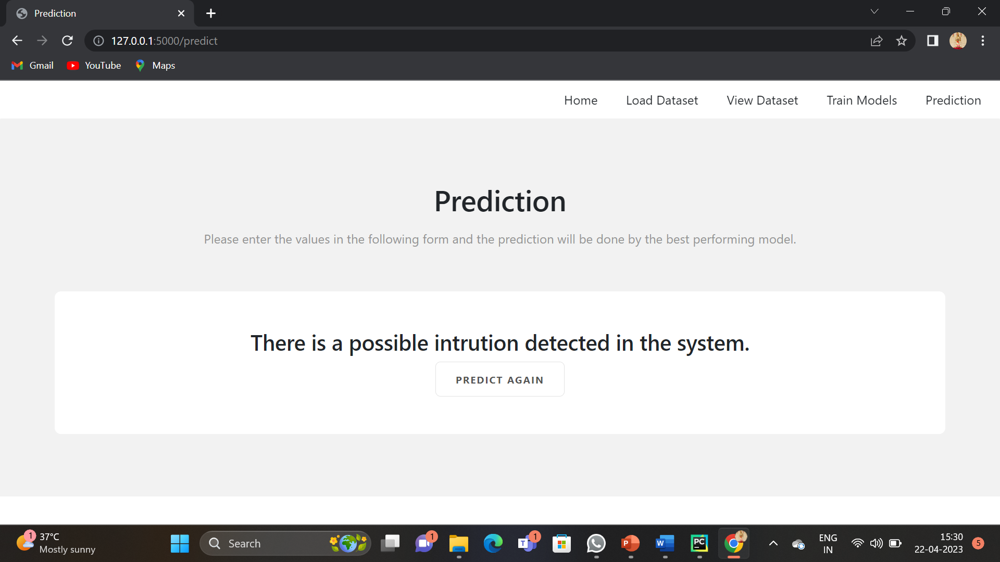 Prediction
127.0.0.1:5000/predict
Gmail YouTube Maps
Home Load Dataset View Dataset Train Models Prediction
Prediction
Please enter the values in the following form and the prediction will be done by the best performing model.
There is a possible intrution detected in the system.
PREDICT AGAIN
1 37°C
Mostly sunny
Search
1
T 1
P
W
PC
ENG
IN
15:30
22-04-2023
5